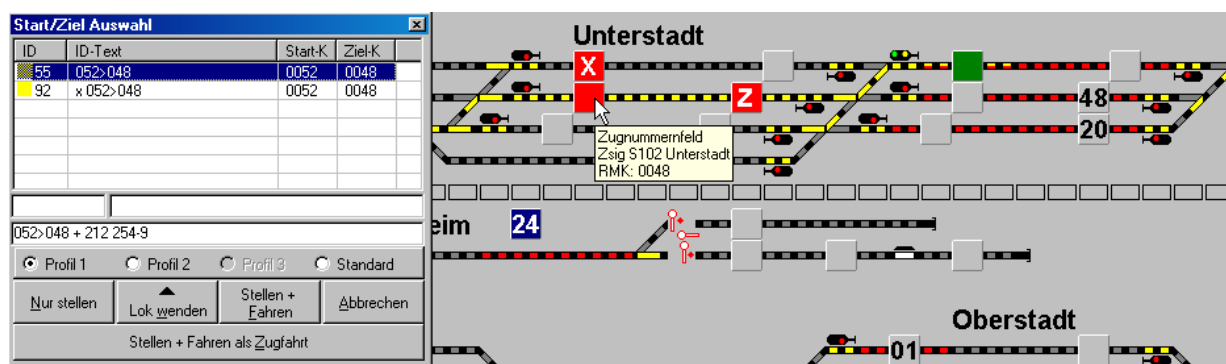 Start/Ziel Auswahl
ID ID-Text Start-K Ziel-K
55 052>048 0052 0048
92 x 052>048 0052 0048
052>048 + 212 254-9
Profil 1 Profil 2 Profil 3 Standard
Nur stellen Lok wenden Stellen + Fahren Abbrechen
Stellen + Fahren als Zugfahrt
Unterstadt
X
Z
48
20
Zugnummernfeld
Zsig S102 Unterstadt
RMK: 0048
eim 24
Oberstadt
01